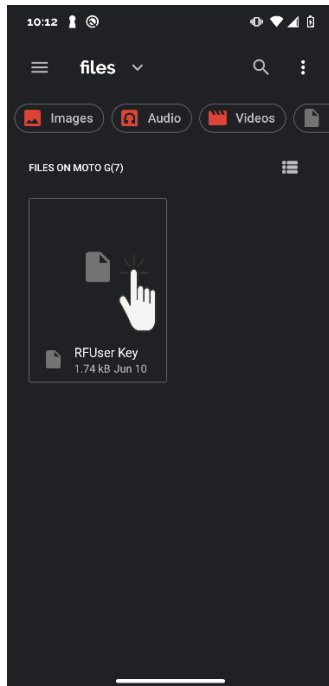 10:12
files
Images
Audio
Videos
FILES ON MOTO G(7)
RFUser Key
1.74 kB Jun 10